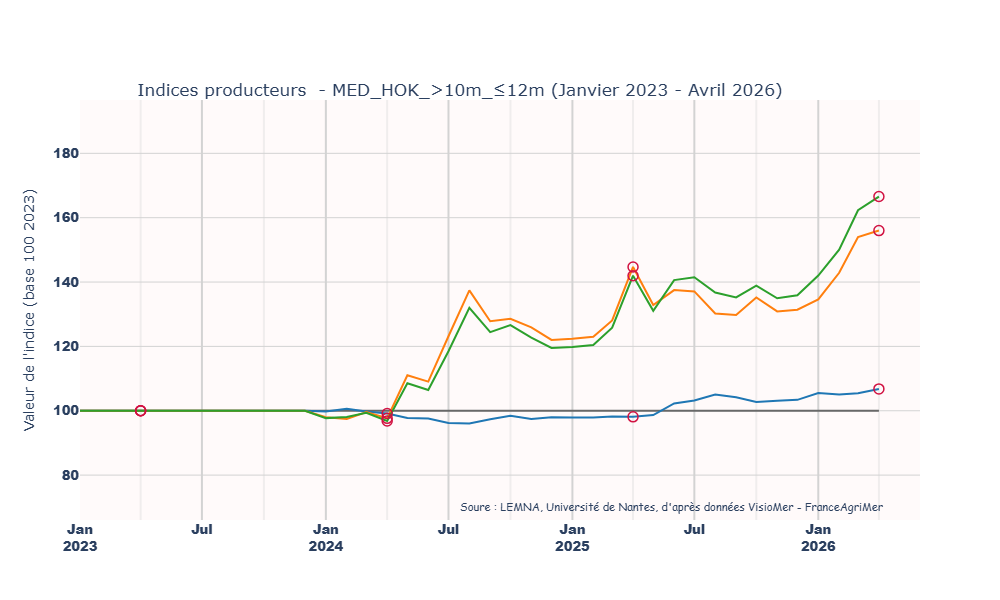 Indices producteurs  - MED_HOK_>10m_≤12m (Janvier 2023 - Avril 2026)
Valeur de l'indice (base 100 2023)
180
160
140
120
100
80
Soure : LEMNA, Université de Nantes, d'après données VisioMer - FranceAgriMer
Jan Jul Jan Jul Jan Jul Jan
2023 2024 2025 2026